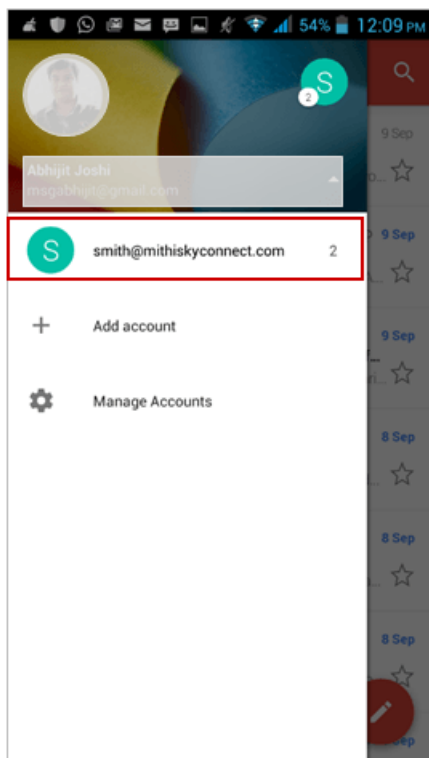 54% 12:09 PM
S
2
9 Sep
Abhijit Joshi
msgabhijit@gmail.com
9 Sep
S smith@mithiskyconnect.com 2
Add account
9 Sep
Manage Accounts
8 Sep
8 Sep
8 Sep
Sep